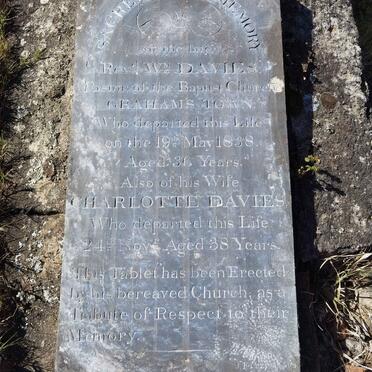 SACRED TO THE MEMORY
of the late
Revd. Wm. DAVIES.
Pastor of the Baptist Church
GRAHAMS TOWN.
Who departed this Life
on the 19th May 1838.
Aged 36 Years.
Also of his Wife
CHARLOTTE DAVIES.
Who departed this Life
24th Novr. Aged 38 Years.
This Tablet has been Erected
by his bereaved Church, as a
tribute of Respect to their
Memory.